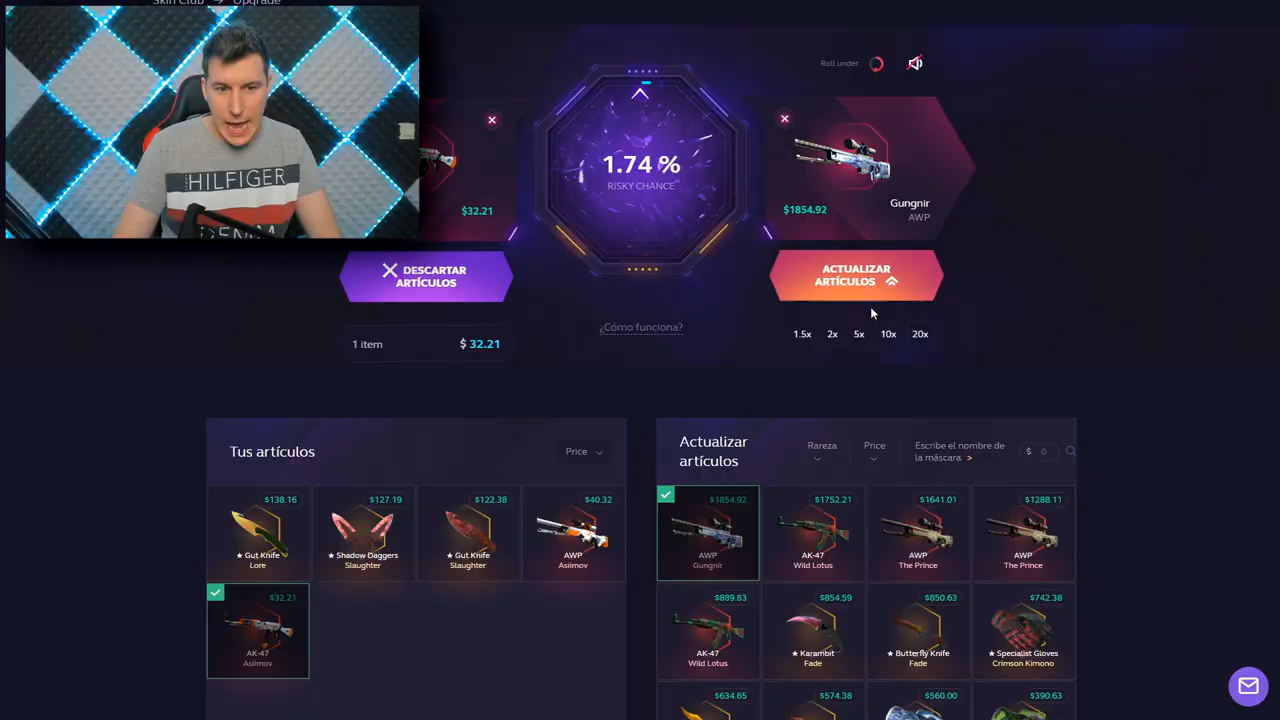 Skin Club → Upgrade
HILFIGER
DENIM
Roll under
$32.21
1.74 %
RISKY CHANCE
$1854.92
Gungnir
AWP
DESCARTAR
ARTÍCULOS
ACTUALIZAR
ARTÍCULOS
1 item
$ 32.21
¿Cómo funciona?
1.5x 2x 5x 10x 20x
Tus artículos
Price
$138.16 $127.19 $122.38 $40.32
★ Gut Knife ★ Shadow Daggers ★ Gut Knife AWP
Lore Slaughter Slaughter Asiimov
$32.21
AK-47
Asiimov
Actualizar
artículos
Rareza
Price
Escribe el nombre de
la máscara >
$ 0
$1854.92 $1752.21 $1641.01 $1288.11
AWP AK-47 AWP AWP
Gungnir Wild Lotus The Prince The Prince
$889.83 $854.59 $850.63 $742.38
AK-47 ★ Karambit ★ Butterfly Knife ★ Specialist Gloves
Wild Lotus Fade Fade Crimson Kimono
$634.65 $574.38 $560.00 $390.63